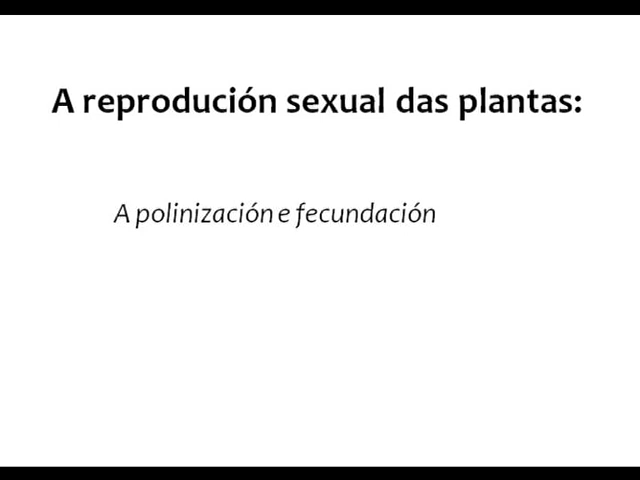 A reprodución sexual das plantas:
A polinización e fecundación